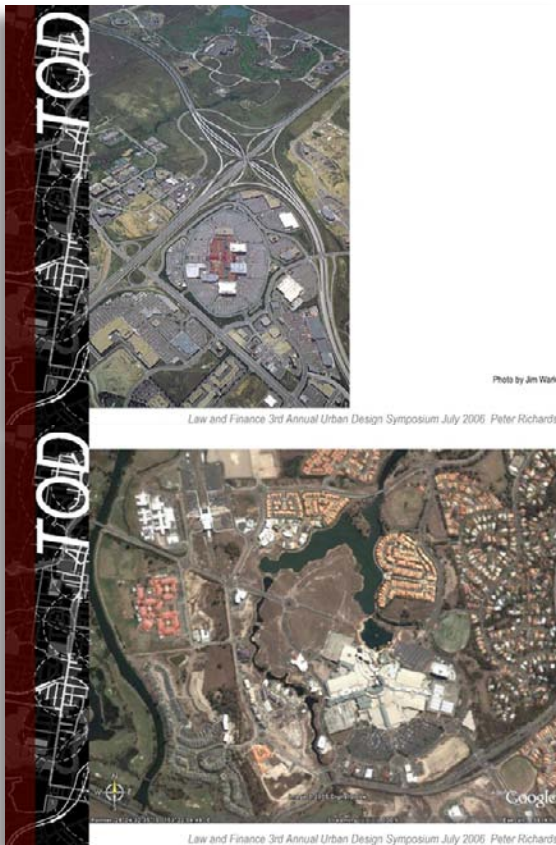 TOD
Photo by Jim Wark
Law and Finance 3rd Annual Urban Design Symposium July 2006 Peter Richards
TOD
Google
Law and Finance 3rd Annual Urban Design Symposium July 2006 Peter Richards